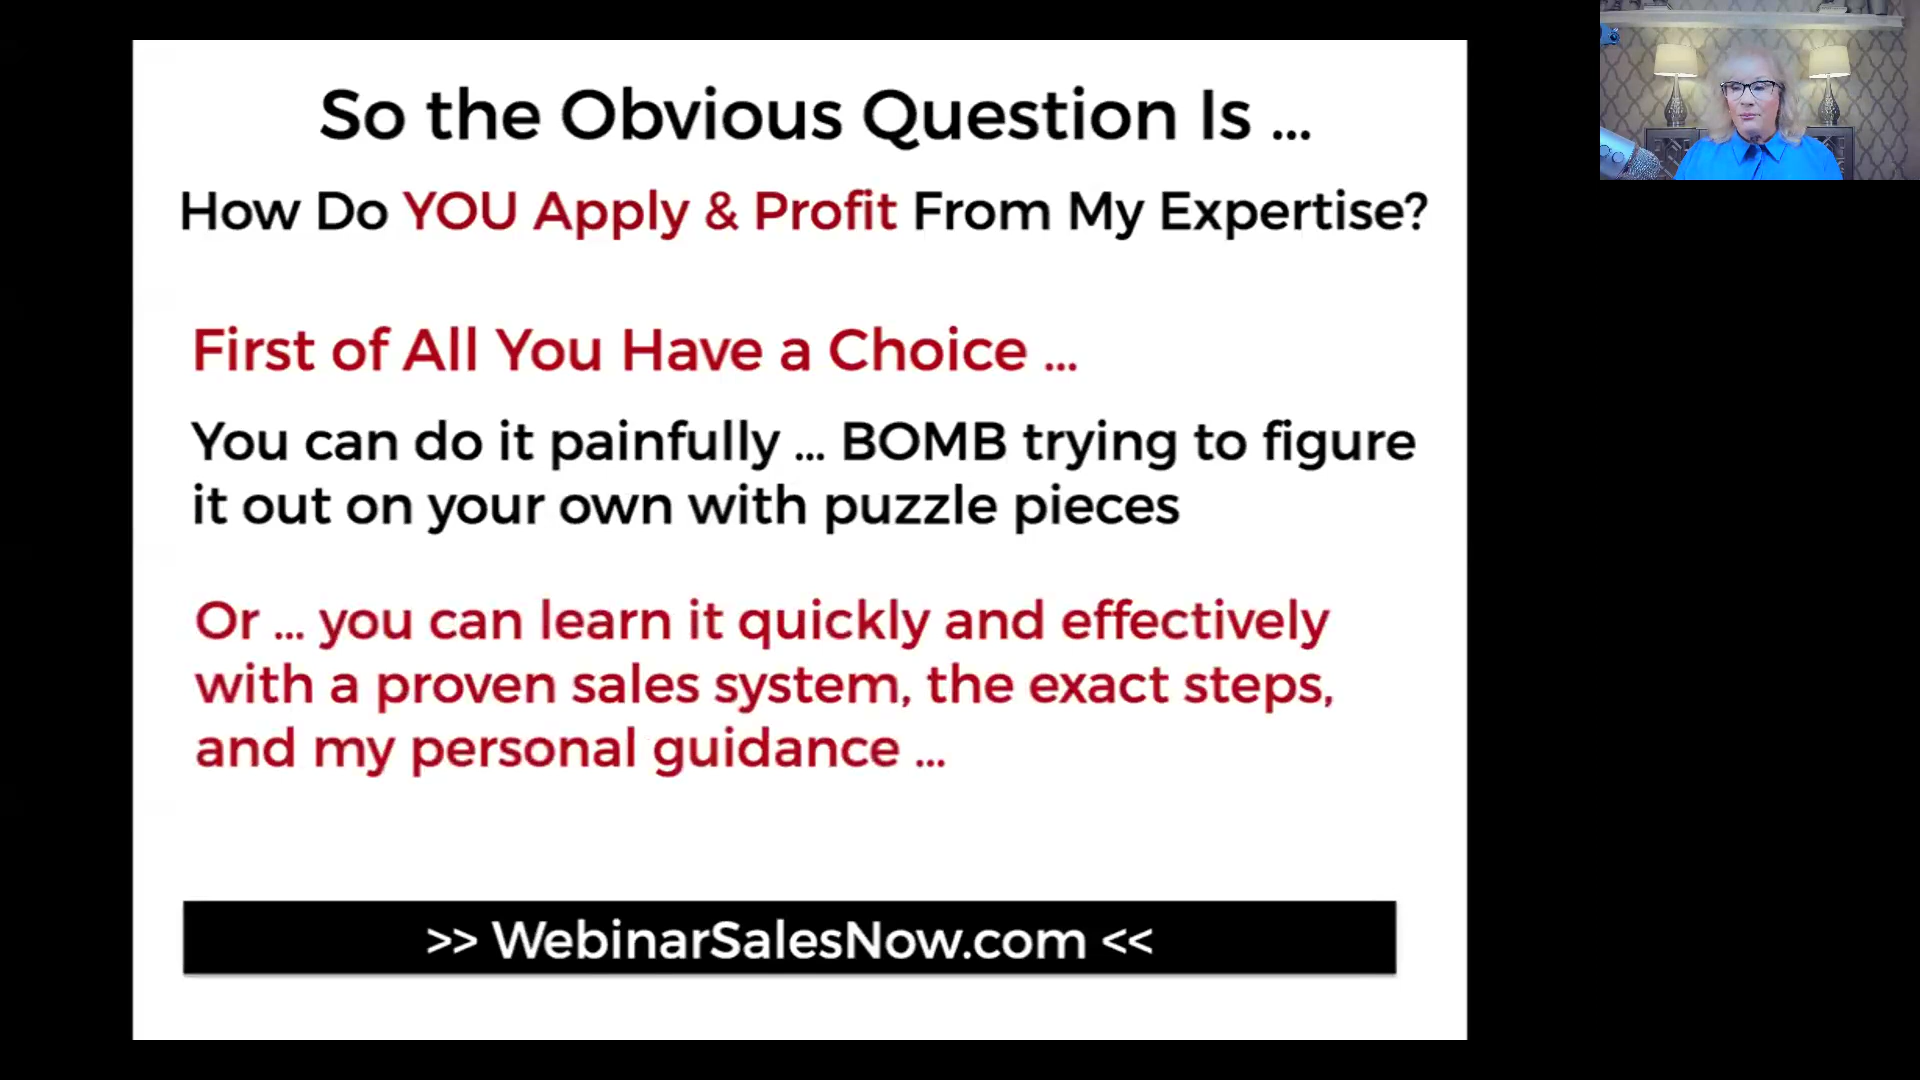 So the Obvious Question Is ...
How Do YOU Apply & Profit From My Expertise?
First of All You Have a Choice ...
You can do it painfully ... BOMB trying to figure
it out on your own with puzzle pieces
Or ... you can learn it quickly and effectively
with a proven sales system, the exact steps,
and my personal guidance ...
>> WebinarSalesNow.com <<